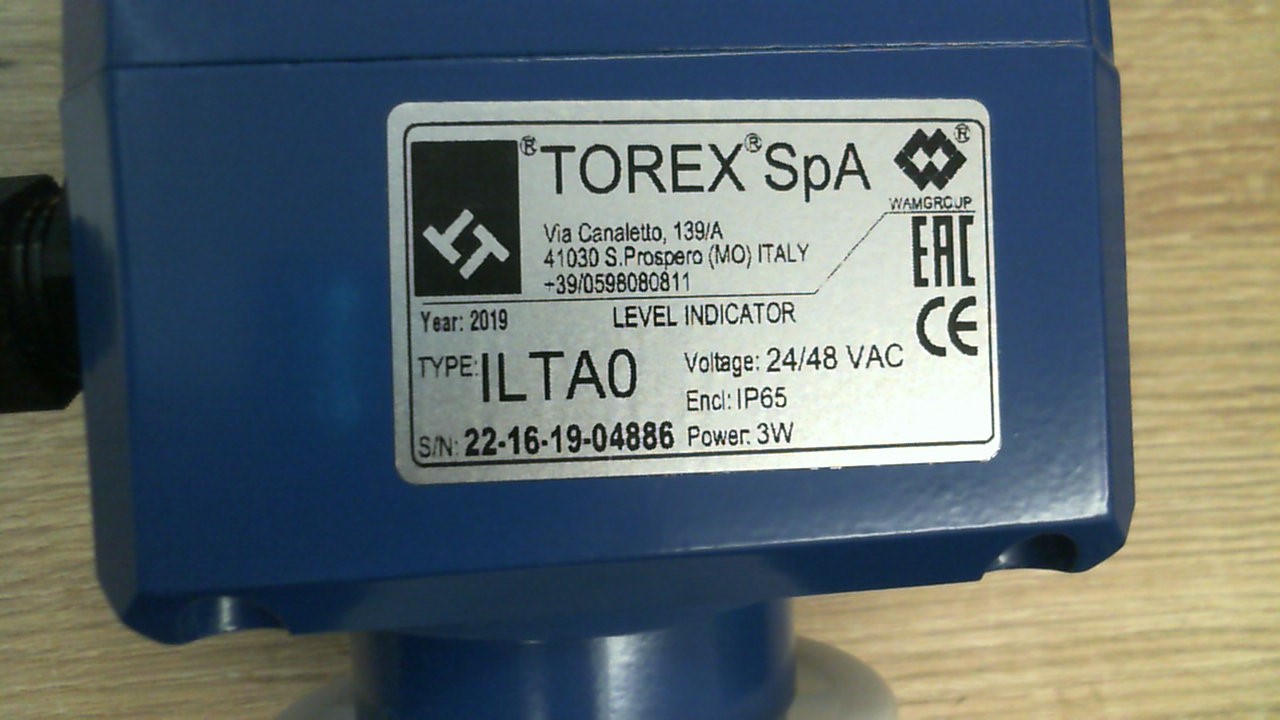 ® TOREX® SpA
®
WAMGROUP
Via Canaletto, 139/A
41030 S.Prospero (MO) ITALY
+39/0598080811
EAC
Year: 2019
LEVEL INDICATOR
CE
TYPE: ILTA0
Voltage: 24/48 VAC
Encl: IP65
S/N: 22-16-19-04886
Power: 3W